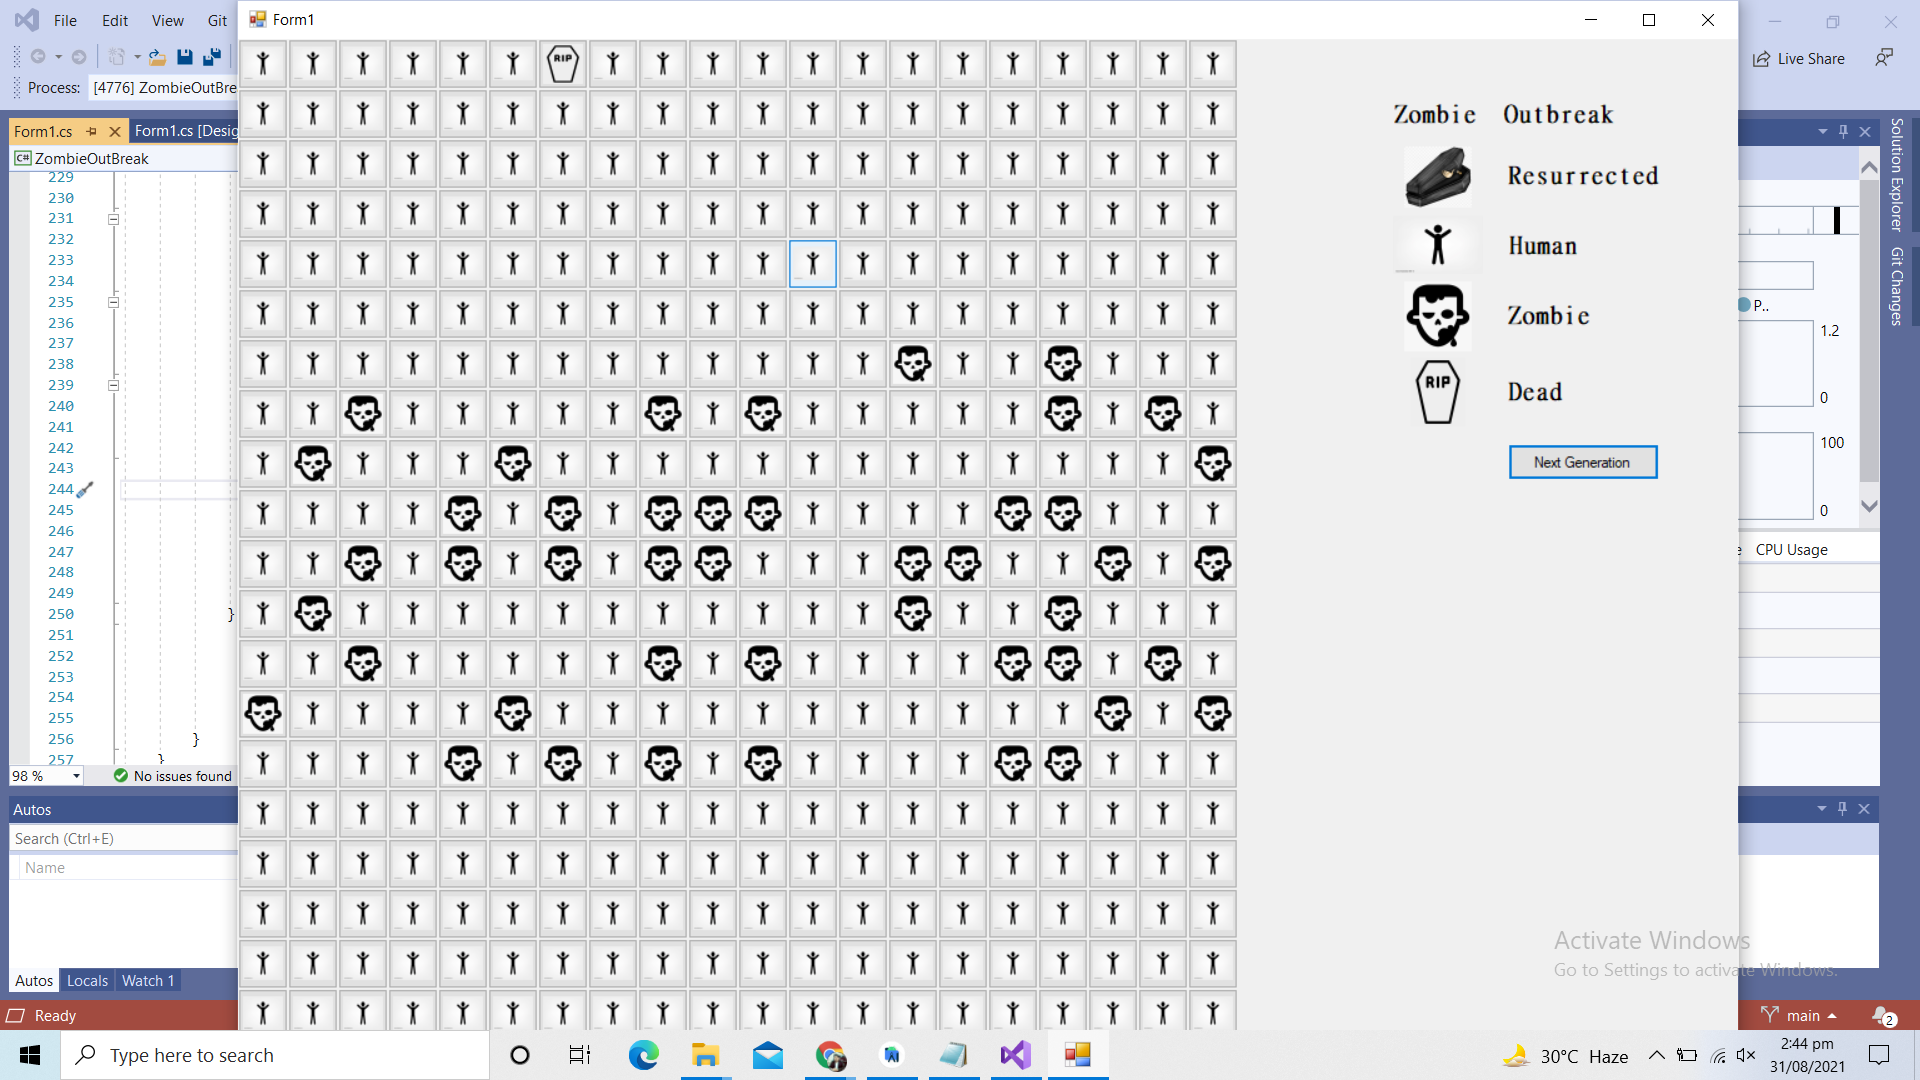 File Edit View Git
Form1
Live Share
Process: [4776] ZombieOutBre
Form1.cs
Form1.cs [Desig
ZombieOutBreak
229
230
231
232
233
234
235
236
237
238
239
240
241
242
243
244
245
246
247
248
249
250 }
251
252
253
254
255
256 }
257 }
98 %
No issues found
Autos
Search (Ctrl+E)
Name
Autos Locals Watch 1
Ready
RIP
Zombie Outbreak
Resurrected
Human
Zombie
RIP
Dead
Next Generation
Solution Explorer
Git Changes
P..
1.2
0
100
0
e CPU Usage
Activate Windows
Go to Settings to activate Windows.
main
2
Type here to search
30°C Haze
2:44 pm
31/08/2021